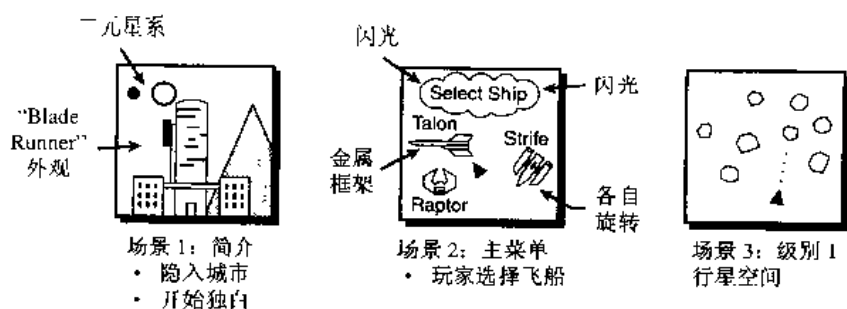 二元星系
"Blade
Runner"
外观
场景 1：简介
• 隐入城市
• 开始独白
闪光
闪光
Select Ship
Talon
Strife
Raptor
金属
框架
各自
旋转
场景 2：主菜单
• 玩家选择飞船
场景 3：级别 1
行星空间